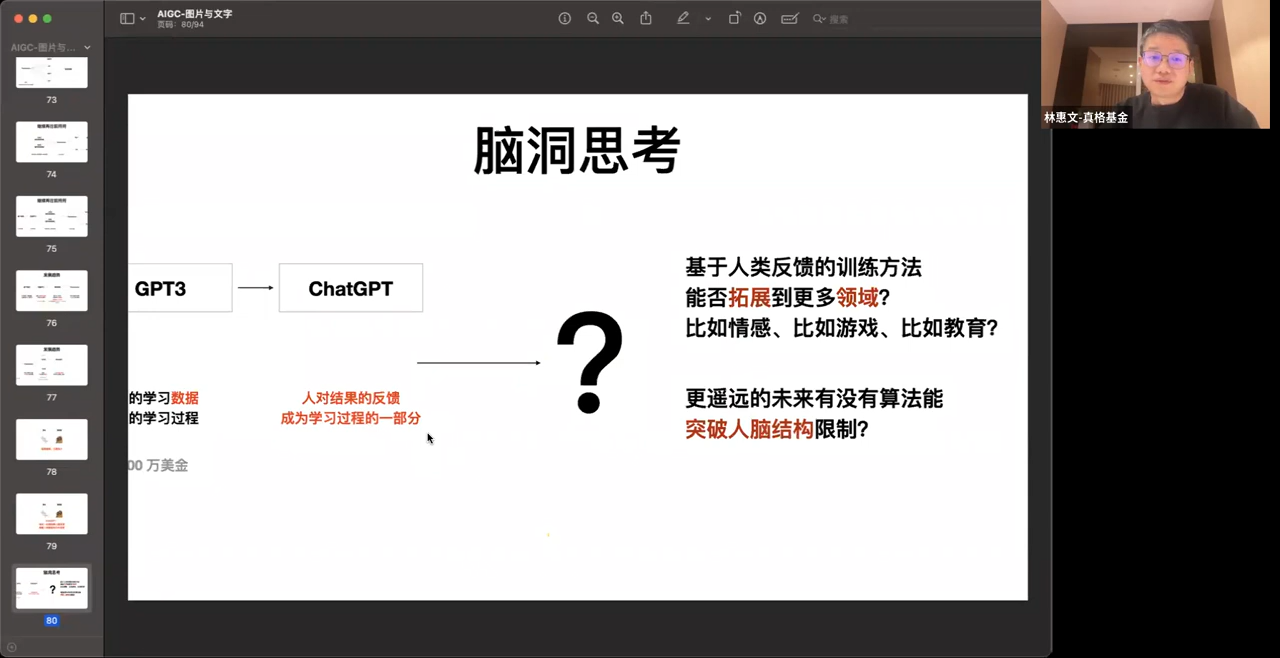 AIGC-图片与文字
页码：80/94
搜索
AIGC-图片与...
73
74
75
76
77
78
79
80
脑洞思考
GPT3
ChatGPT
的学习数据
的学习过程
00 万美金
人对结果的反馈
成为学习过程的一部分
?
基于人类反馈的训练方法
能否拓展到更多领域?
比如情感、比如游戏、比如教育?
更遥远的未来有没有算法能
突破人脑结构限制?
林惠文-真格基金